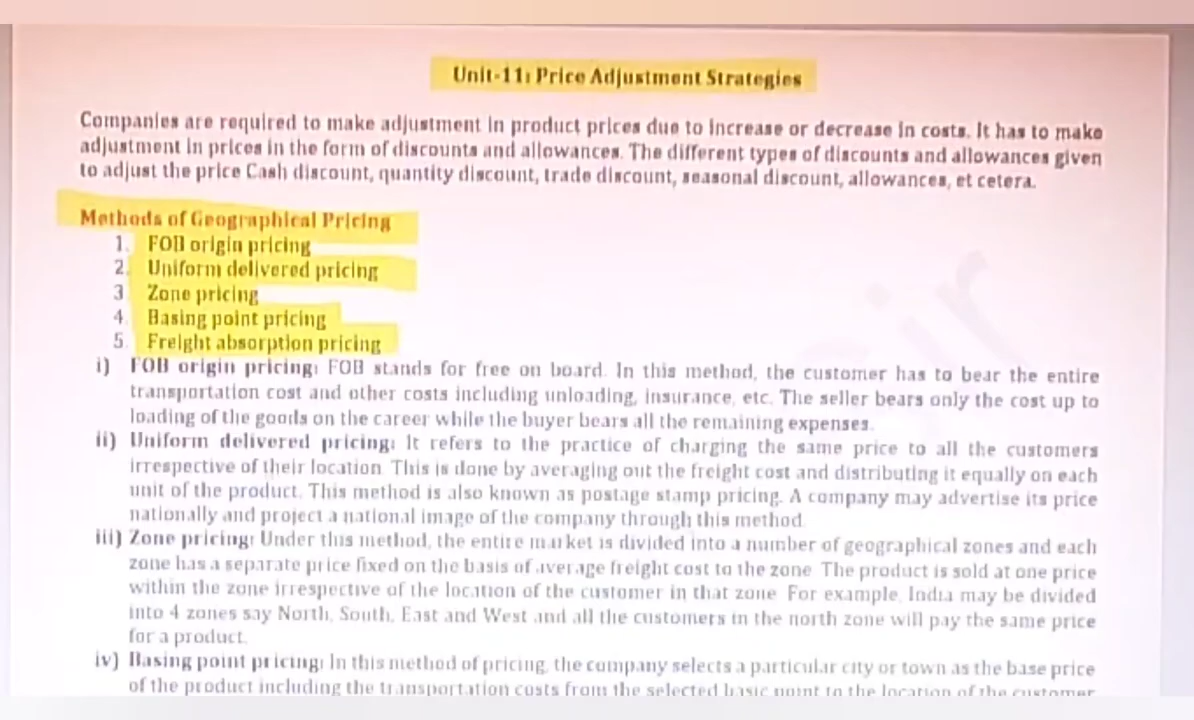 Unit-11: Price Adjustment Strategies
Companies are required to make adjustment in product prices due to increase or decrease in costs. It has to make
adjustment in prices in the form of discounts and allowances. The different types of discounts and allowances given
to adjust the price Cash discount, quantity discount, trade discount, seasonal discount, allowances, et cetera.
Methods of Geographical Pricing
1. FOB origin pricing
2. Uniform delivered pricing
3. Zone pricing
4. Basing point pricing
5. Freight absorption pricing
i) FOB origin pricing: FOB stands for free on board. In this method, the customer has to bear the entire
transportation cost and other costs including unloading, insurance, etc. The seller bears only the cost up to
loading of the goods on the career while the buyer bears all the remaining expenses.
ii) Uniform delivered pricing: It refers to the practice of charging the same price to all the customers
irrespective of their location. This is done by averaging out the freight cost and distributing it equally on each
unit of the product. This method is also known as postage stamp pricing. A company may advertise its price
nationally and project a national image of the company through this method.
iii) Zone pricing: Under this method, the entire market is divided into a number of geographical zones and each
zone has a separate price fixed on the basis of average freight cost to the zone. The product is sold at one price
within the zone irrespective of the location of the customer in that zone. For example, India may be divided
into 4 zones say North, South, East and West and all the customers in the north zone will pay the same price
for a product.
iv) Basing point pricing: In this method of pricing, the company selects a particular city or town as the base price
of the product including the transportation costs from the selected basic point to the location of the customer